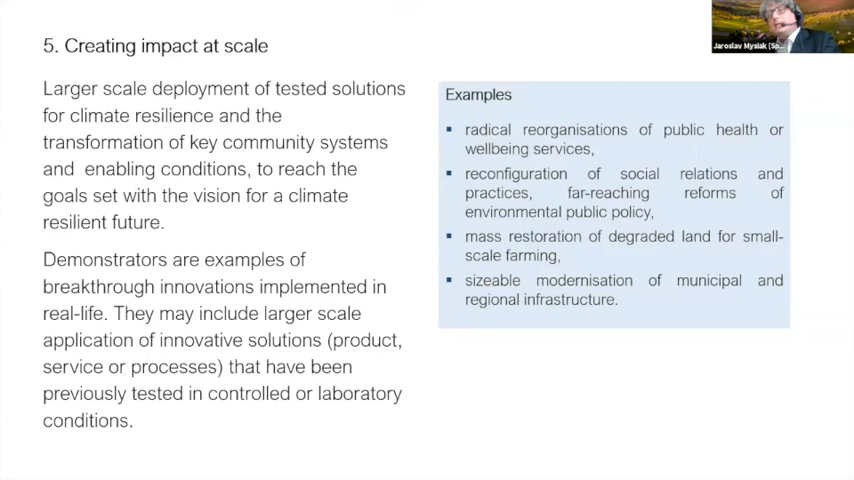 Jaroslav Mysiak (Sp...
5. Creating impact at scale
Larger scale deployment of tested solutions
for climate resilience and the
transformation of key community systems
and enabling conditions, to reach the
goals set with the vision for a climate
resilient future.
Demonstrators are examples of
breakthrough innovations implemented in
real-life. They may include larger scale
application of innovative solutions (product,
service or processes) that have been
previously tested in controlled or laboratory
conditions.
Examples
▪ radical reorganisations of public health or
wellbeing services,
▪ reconfiguration of social relations and
practices, far-reaching reforms of
environmental public policy,
▪ mass restoration of degraded land for small-
scale farming,
▪ sizeable modernisation of municipal and
regional infrastructure.